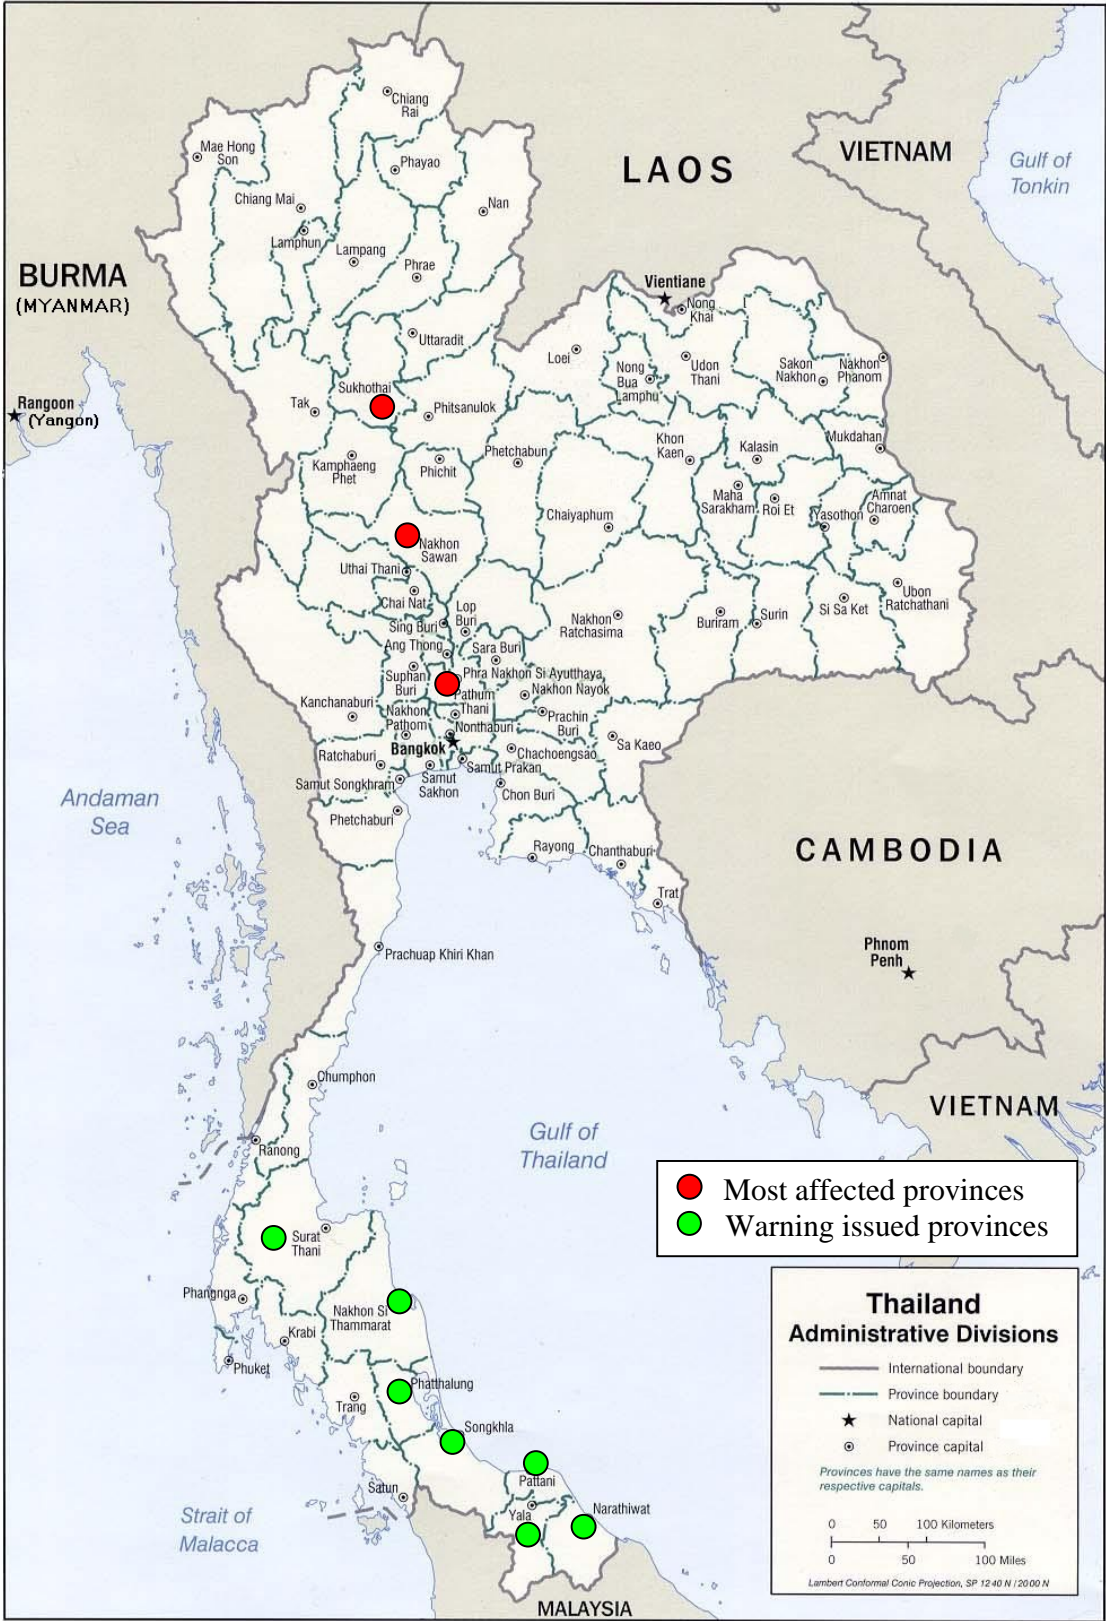 Chiang
Rai
Mae Hong
Son
Phayao
LAOS
VIETNAM
Gulf of
Tonkin
Chiang Mai
Nan
Lamphun
Lampang
Phrae
BURMA
(MYANMAR)
Vientiane
Nong
Khai
Uttaradit
Loei
Nong
Bua
Lamphu
Udon
Thani
Sakon
Nakhon
Nakhon
Phanom
Rangoon
(Yangon)
Tak
Sukhothai
Phitsanulok
Kamphaeng
Phet
Phichit
Phetchabun
Khon
Kaen
Kalasin
Mukdahan
Chaiyaphum
Maha
Sarakham
Roi Et
Yasothon
Amnat
Charoen
Nakhon
Sawan
Uthai Thani
Chai Nat
Lop
Buri
Sing Buri
Nakhon
Ratchasima
Buriram
Surin
Si Sa Ket
Ubon
Ratchathani
Ang Thong
Sara Buri
Suphan
Buri
Phra Nakhon Si Ayutthaya
Pathum
Thani
Nakhon Nayok
Kanchanaburi
Nakhon
Pathom
Nonthaburi
Prachin
Buri
Sa Kaeo
Ratchaburi
Bangkok
Chachoengsao
Samut Prakan
Samut Songkhram
Samut
Sakhon
Chon Buri
Phetchaburi
Rayong
Chanthaburi
Trat
Andaman
Sea
CAMBODIA
Phnom
Penh
Prachuap Khiri Khan
Chumphon
VIETNAM
Ranong
Gulf of
Thailand
Most affected provinces
Warning issued provinces
Surat
Thani
Phangnga
Nakhon Si
Thammarat
Krabi
Phuket
Phatthalung
Trang
Songkhla
Satun
Pattani
Yala
Narathiwat
Strait of
Malacca
MALAYSIA
Thailand
Administrative Divisions
International boundary
Province boundary
National capital
Province capital
Provinces have the same names as their
respective capitals.
0 50 100 Kilometers
0 50 100 Miles
Lambert Conformal Conic Projection, SP 12 40 N / 20 00 N